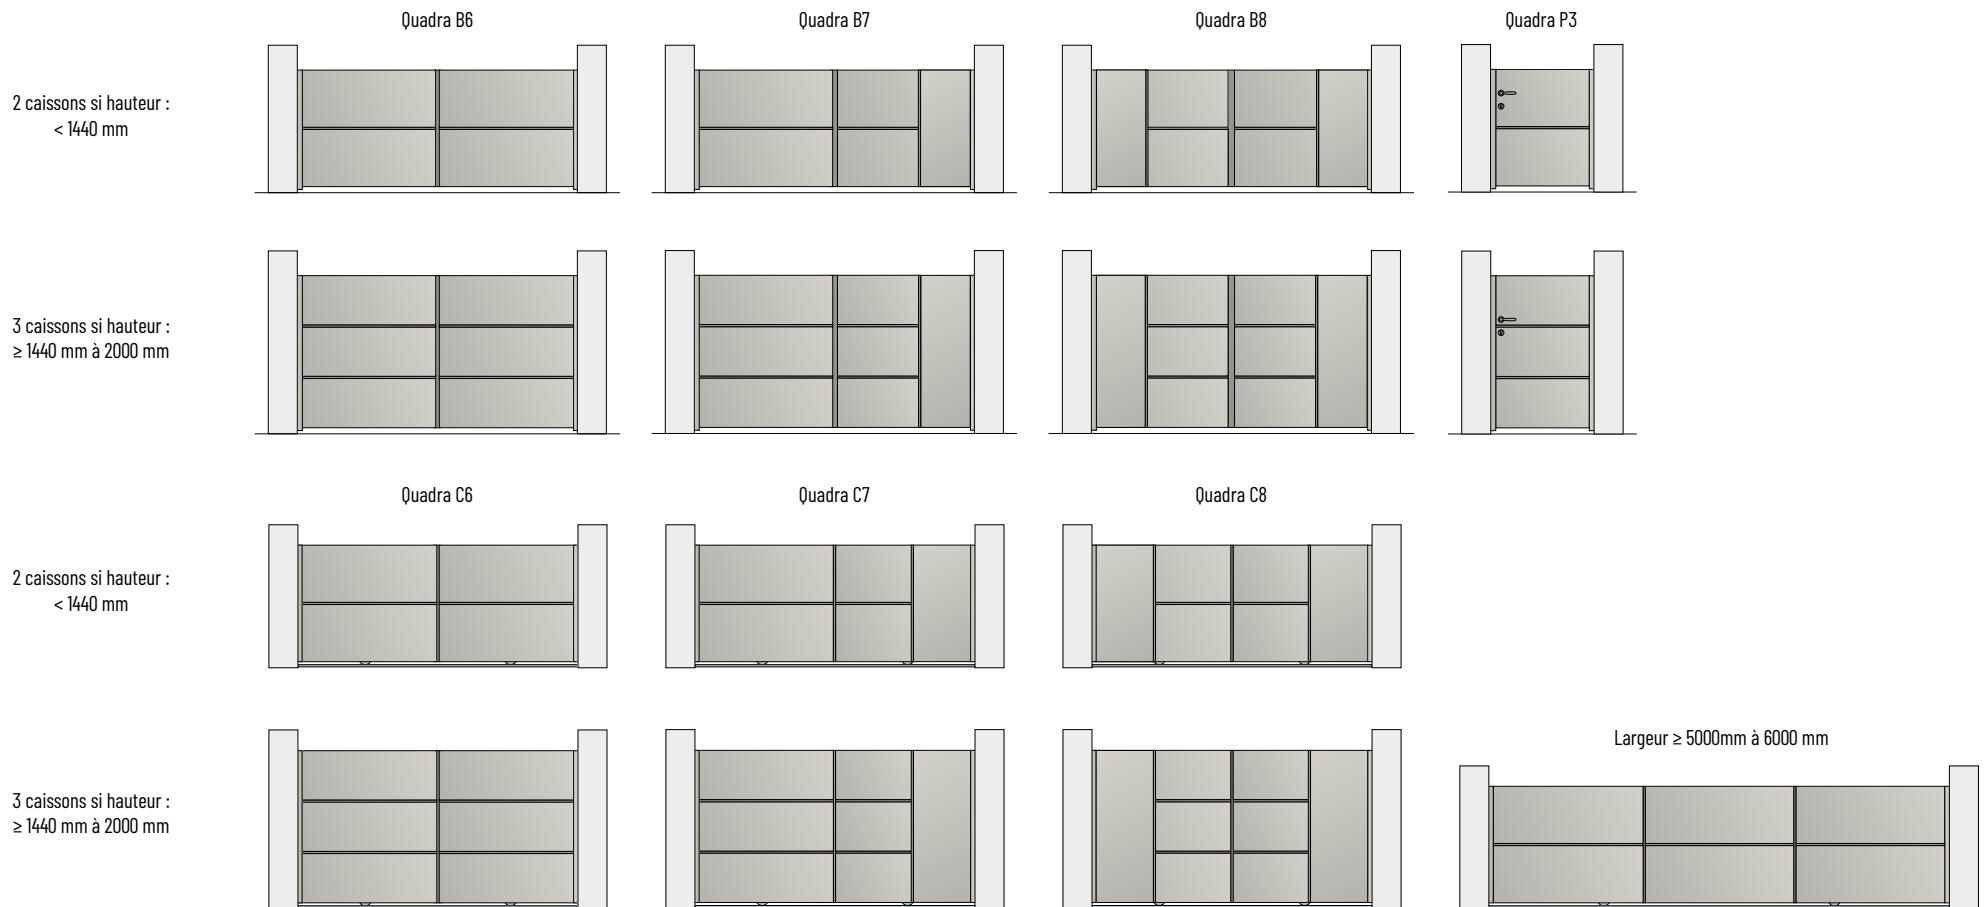 Quadra B6
Quadra B7
Quadra B8
Quadra P3
2 caissons si hauteur :
< 1440 mm
3 caissons si hauteur :
≥ 1440 mm à 2000 mm
Quadra C6
Quadra C7
Quadra C8
2 caissons si hauteur :
< 1440 mm
Largeur ≥ 5000mm à 6000 mm
3 caissons si hauteur :
≥ 1440 mm à 2000 mm